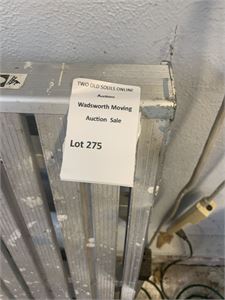 TWO OLD SOULS ONLINE
Auctions
Wadsworth Moving
Auction Sale
Lot 275